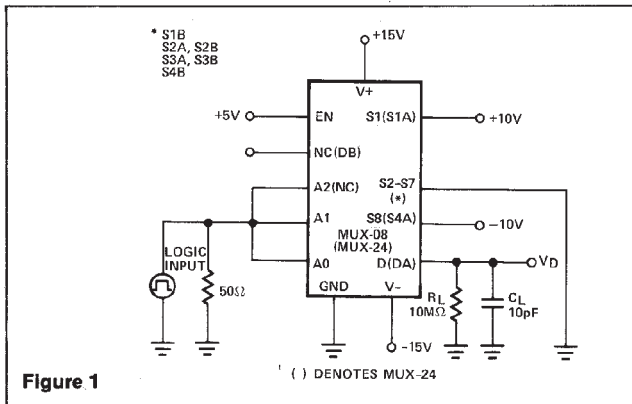 * S1B
S2A, S2B
S3A, S3B
S4B
+15V
V+
+5V
EN
S1(S1A)
+10V
NC(DB)
A2(NC)
S2–S7
(*)
A1
S8(S4A)
−10V
MUX-08
(MUX-24)
LOGIC
INPUT
A0
D(DA)
VD
50Ω
GND
V−
RL
10MΩ
CL
10pF
−15V
( ) DENOTES MUX-24
Figure 1